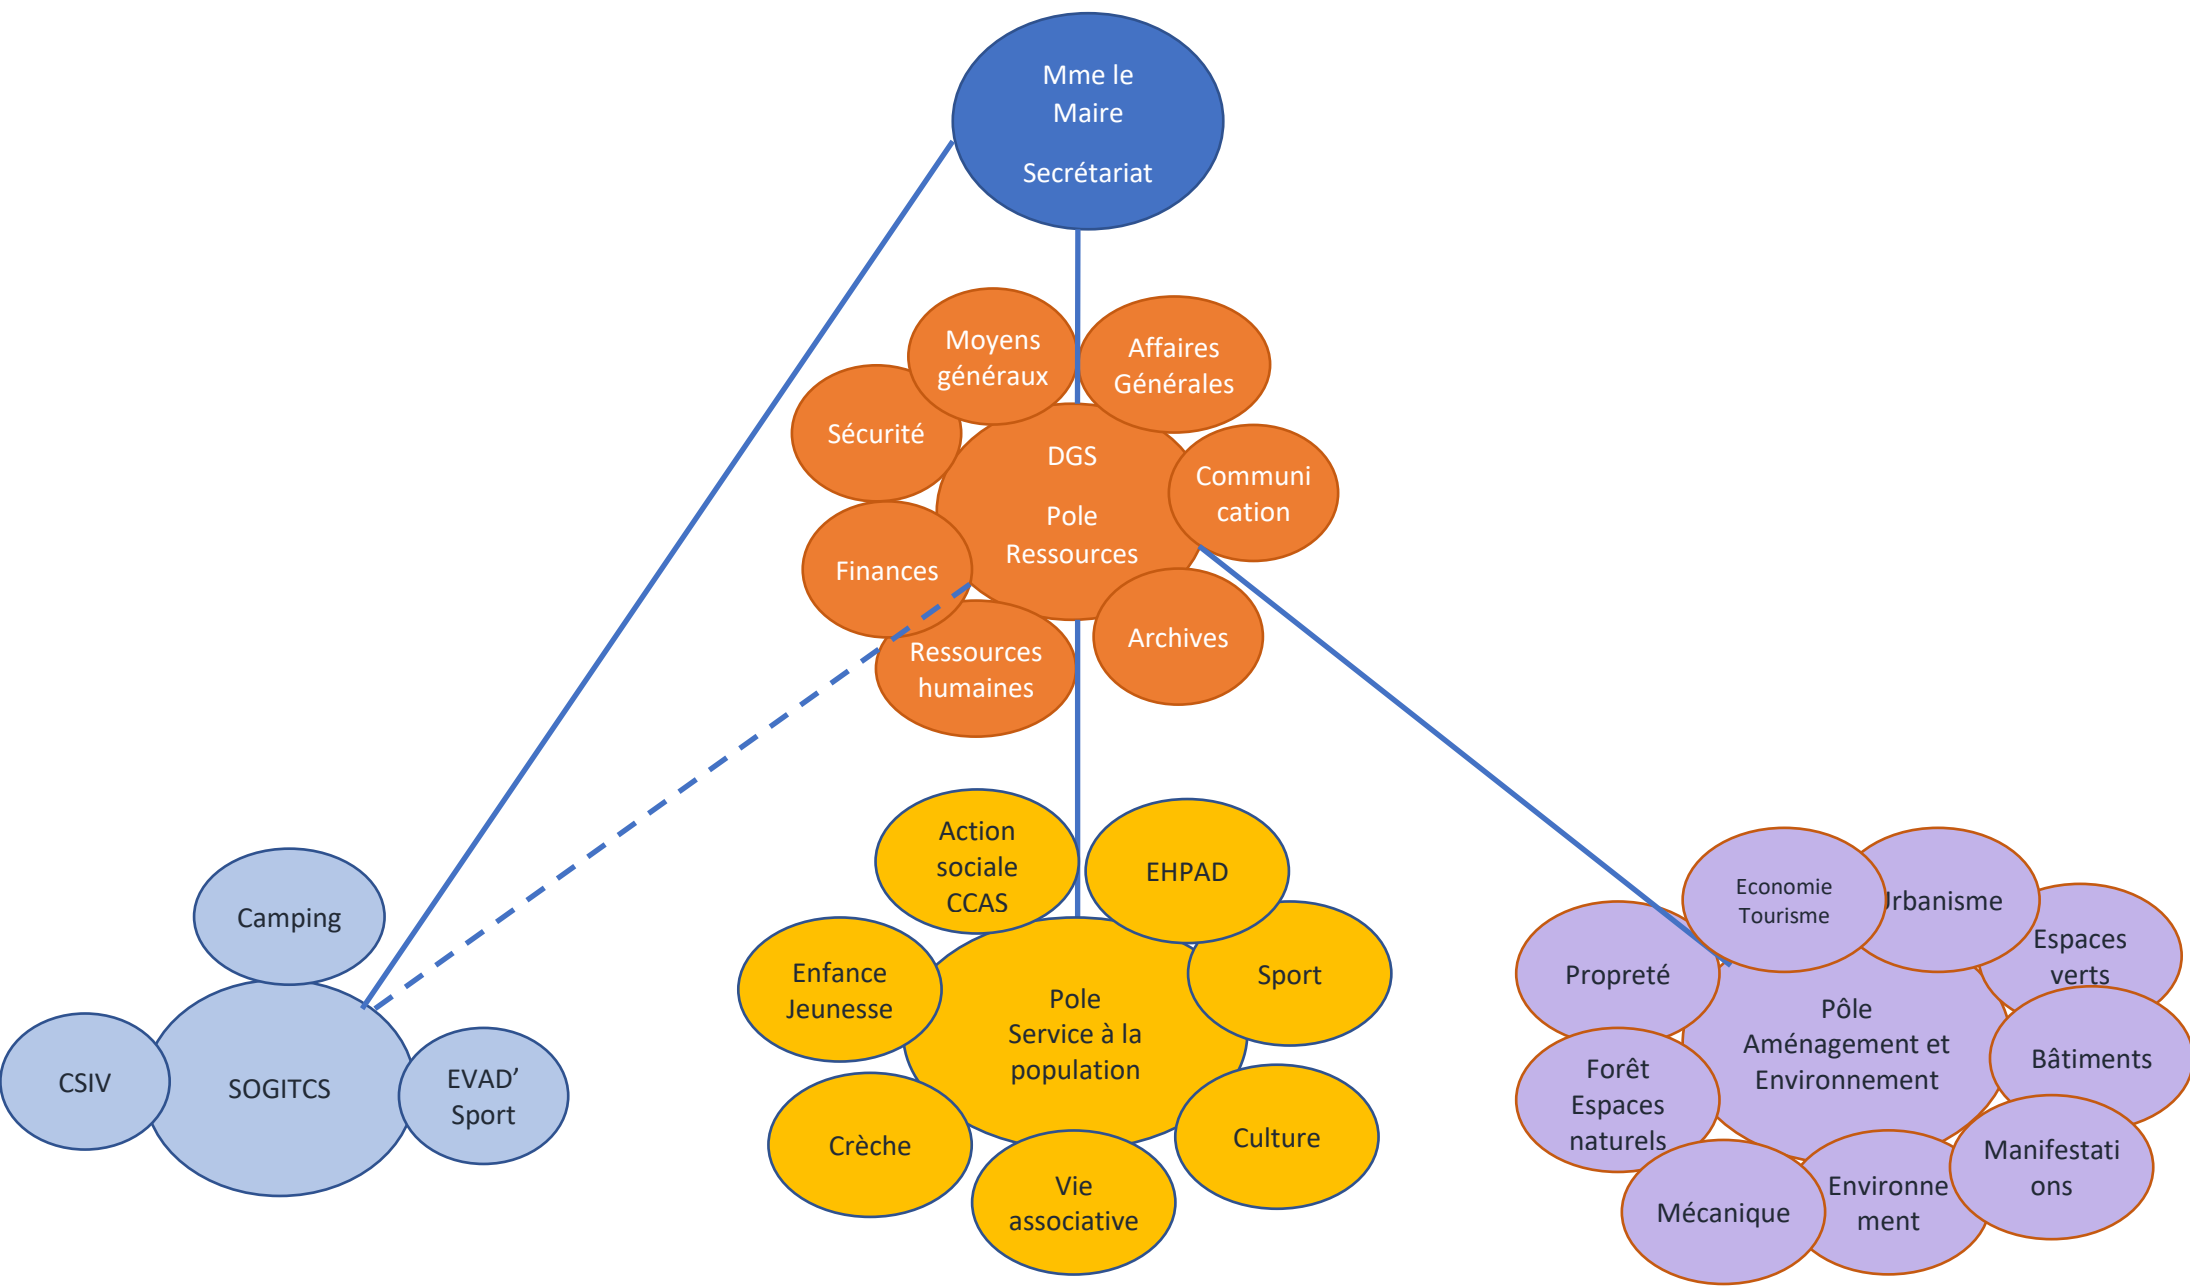 Mme le
Maire
Secrétariat
Moyens
généraux
Affaires
Générales
Sécurité
DGS
Pole
Ressources
Communi
cation
Finances
Ressources
humaines
Archives
Camping
CSIV
SOGITCS
EVAD’
Sport
Action
sociale
CCAS
EHPAD
Enfance
Jeunesse
Sport
Pole
Service à la
population
Crèche
Culture
Vie
associative
Economie
Tourisme
Urbanisme
Espaces
verts
Propreté
Pôle
Aménagement et
Environnement
Bâtiments
Forêt
Espaces
naturels
Manifestati
ons
Mécanique
Environne
ment